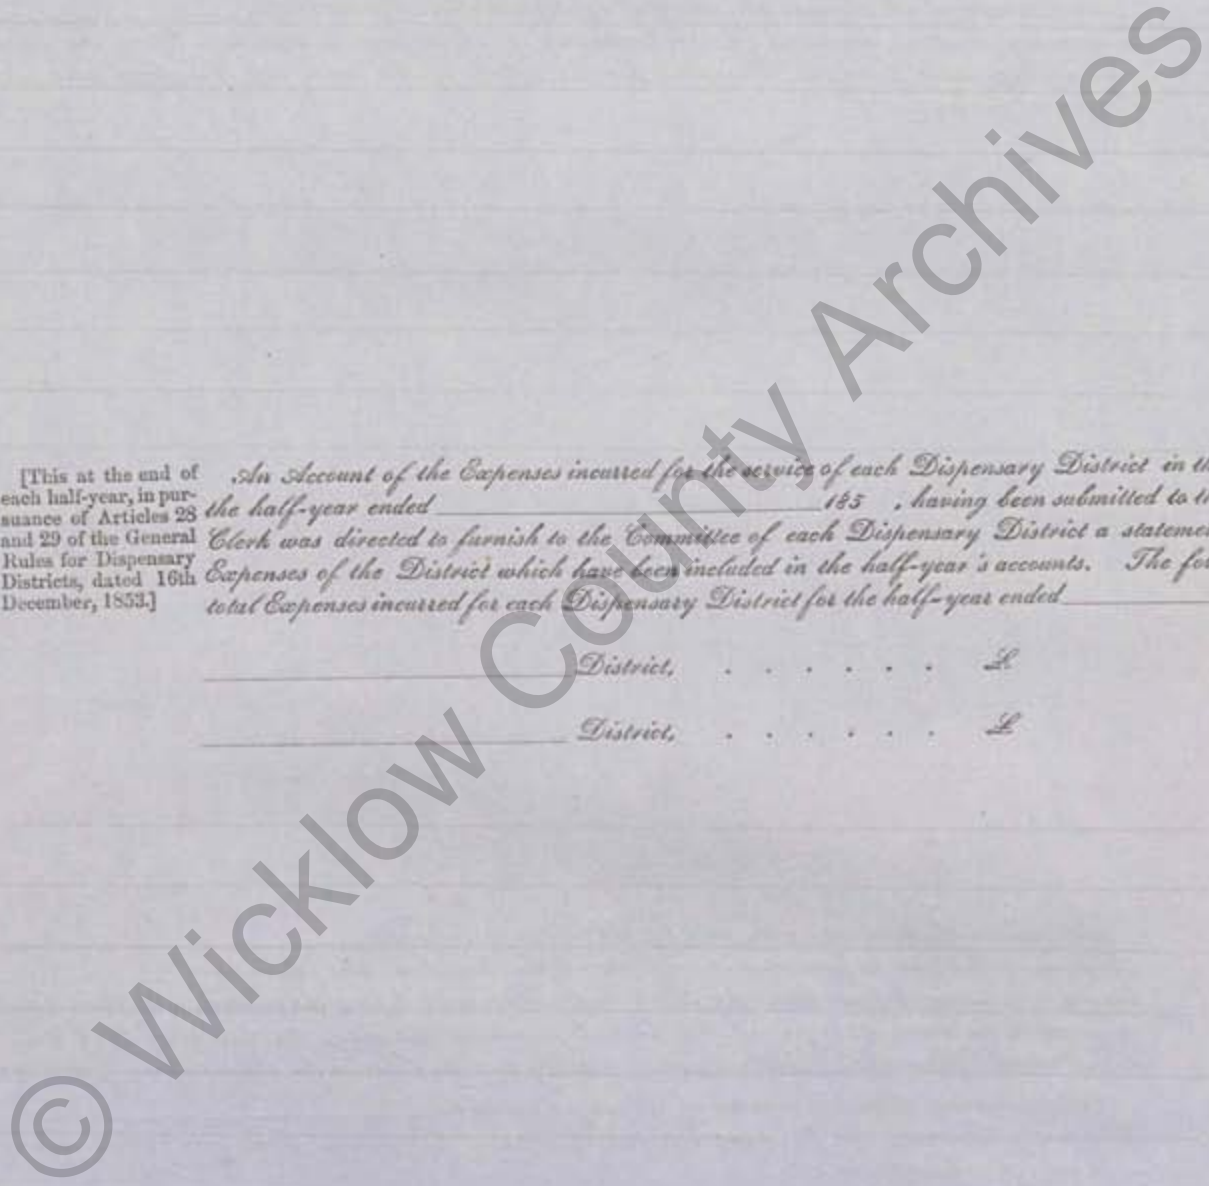 [This at the end of
each half-year, in pur-
suance of Articles 28
and 29 of the General
Rules for Dispensary
Districts, dated 16th
December, 1853.]
An Account of the Expenses incurred for the service of each Dispensary District in th
the half-year ended 185 , having been submitted to th
Clerk was directed to furnish to the Committee of each Dispensary District a stateme
Expenses of the District which have been included in the half-year's accounts. The fo
total Expenses incurred for each Dispensary District for the half-year ended
District, . . . . . . £
District, . . . . . . £
© Wicklow County Archives